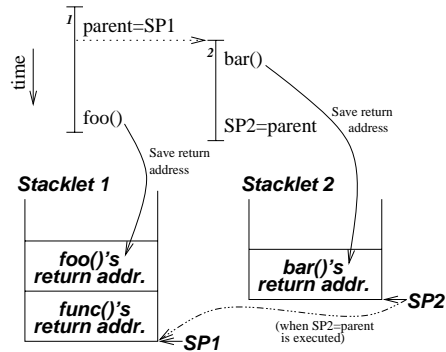 1
parent=SP1
2
bar()
time
foo()
SP2=parent
Save return
address
Save return
address
Stacklet 1
Stacklet 2
foo()'s
return addr.
bar()'s
return addr.
func()'s
return addr.
SP2
SP1
(when SP2=parent
is executed)